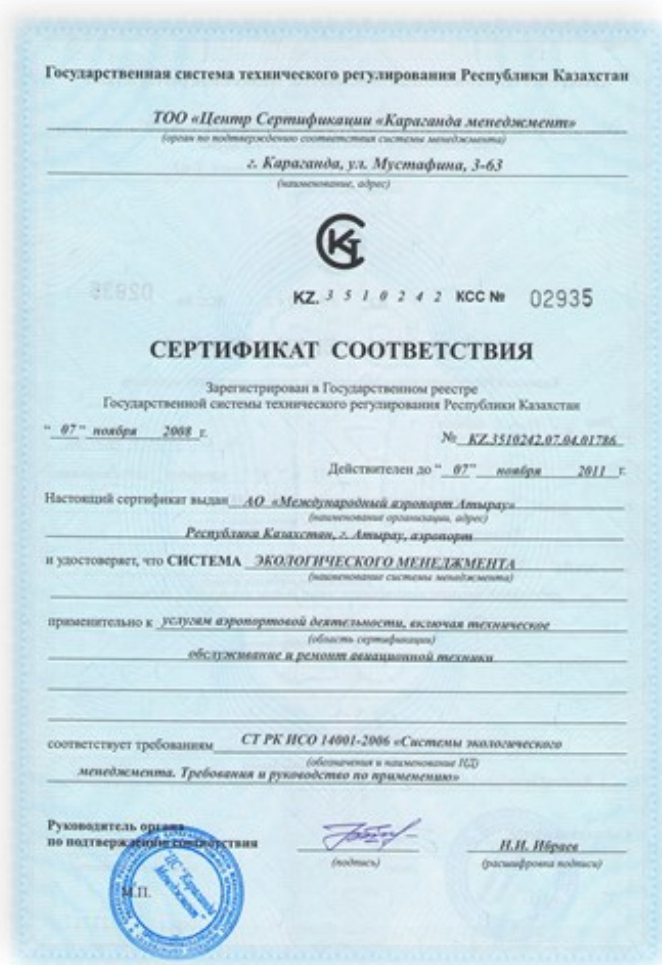 Государственная система технического регулирования Республики Казахстан
ТОО «Центр Сертификации «Караганда менеджмент»
(орган по подтверждению соответствия системы менеджмента)
г. Караганда, ул. Мустафина, 3-63
(наименование, адрес)
KZ. 3 5 1 0 2 4 2 КСС № 02935
СЕРТИФИКАТ СООТВЕТСТВИЯ
Зарегистрирован в Государственном реестре
Государственной системы технического регулирования Республики Казахстан
“ 07 ” ноября 2008 г.
№ KZ.3510242.07.04.01786
Действителен до “ 07 ” ноября 2011 г.
Настоящий сертификат выдан АО «Международный аэропорт Атырау»
(наименование организации, адрес)
Республика Казахстан, г. Атырау, аэропорт
и удостоверяет, что СИСТЕМА ЭКОЛОГИЧЕСКОГО МЕНЕДЖМЕНТА
(наименование системы менеджмента)
применительно к услугам аэропортовой деятельности, включая техническое
(область сертификации)
обслуживание и ремонт авиационной техники
соответствует требованиям СТ РК ИСО 14001-2006 «Системы экологического
(обозначения и наименование НД)
менеджмента. Требования и руководство по применению»
Руководитель органа
по подтверждению соответствия
(подпись)
Н.И. Ибраев
(расшифровка подписи)
М.П.
ЦС "Караганда
Менеджмент"